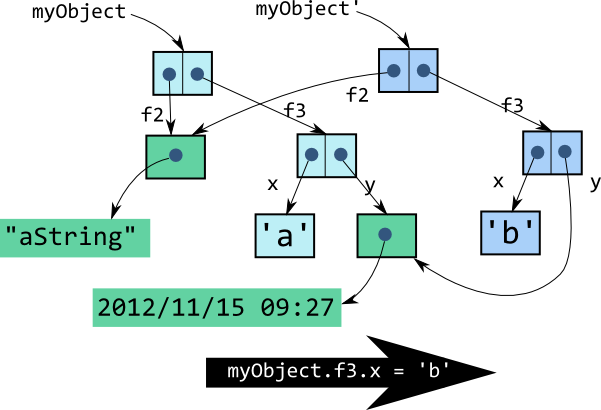 myObject
myObject'
f2
f3
f2
f3
x
y
x
y
"aString"
'a'
'b'
2012/11/15 09:27
myObject.f3.x = 'b'